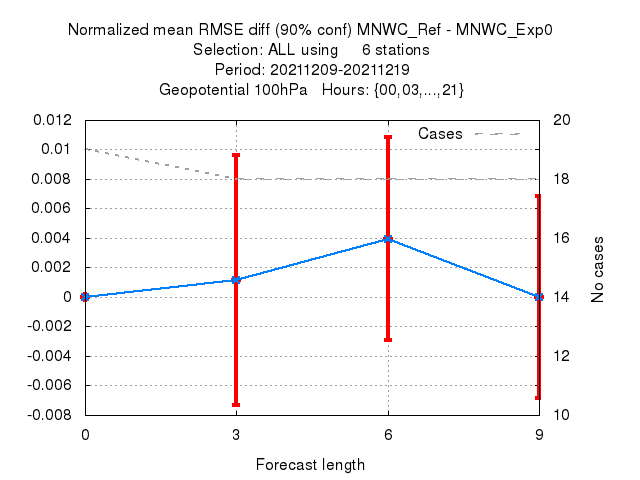 Normalized mean RMSE diff (90% conf) MNWC_Ref - MNWC_Exp0
Selection: ALL using 6 stations
Period: 20211209-20211219
Geopotential 100hPa Hours: {00,03,...,21}
Cases
0.012
0.01
0.008
0.006
0.004
0.002
0
-0.002
-0.004
-0.006
-0.008
20
18
16
14
12
10
No cases
0 3 6 9
Forecast length